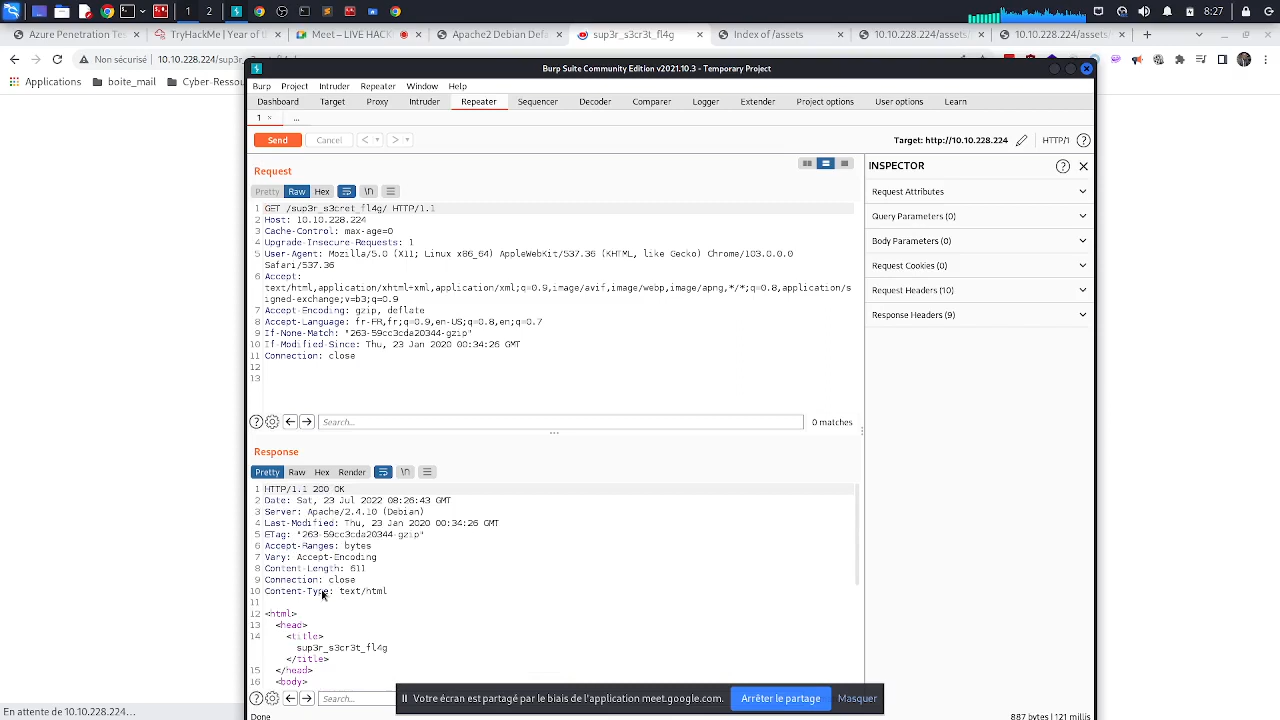 1 2 8:27
Azure Penetration Te TryHackMe | Year of t Meet – LIVE HACK Apache2 Debian Defa sup3r_s3cr3t_fl4g Index of /assets 10.10.228.224/assets/ 10.10.228.224/assets/
Non sécurisé 10.10.228.224/sup3
Applications boite_mail Cyber-Ressou
Burp Suite Community Edition v2021.10.3 - Temporary Project
Burp Project Intruder Repeater Window Help
Dashboard Target Proxy Intruder Repeater Sequencer Decoder Comparer Logger Extender Project options User options Learn
1 × ...
Send Cancel < > Target: http://10.10.228.224 HTTP/1 ?
Request
INSPECTOR
Pretty Raw Hex \n
1 GET /sup3r_s3cret_fl4g/ HTTP/1.1
2 Host: 10.10.228.224
3 Cache-Control: max-age=0
4 Upgrade-Insecure-Requests: 1
5 User-Agent: Mozilla/5.0 (X11; Linux x86_64) AppleWebKit/537.36 (KHTML, like Gecko) Chrome/103.0.0.0
Safari/537.36
6 Accept:
text/html,application/xhtml+xml,application/xml;q=0.9,image/avif,image/webp,image/apng,*/*;q=0.8,application/s
igned-exchange;v=b3;q=0.9
7 Accept-Encoding: gzip, deflate
8 Accept-Language: fr-FR,fr;q=0.9,en-US;q=0.8,en;q=0.7
9 If-None-Match: "263-59cc3cda20344-gzip"
10 If-Modified-Since: Thu, 23 Jan 2020 00:34:26 GMT
11 Connection: close
12
13
Search... 0 matches
Response
Pretty Raw Hex Render \n
1 HTTP/1.1 200 OK
2 Date: Sat, 23 Jul 2022 08:26:43 GMT
3 Server: Apache/2.4.10 (Debian)
4 Last-Modified: Thu, 23 Jan 2020 00:34:26 GMT
5 ETag: "263-59cc3cda20344-gzip"
6 Accept-Ranges: bytes
7 Vary: Accept-Encoding
8 Content-Length: 611
9 Connection: close
10 Content-Type: text/html
11
12 <html>
13 <head>
14 <title>
sup3r_s3cr3t_fl4g
</title>
15 </head>
16 <body>
Search...
Done 887 bytes | 121 millis
Request Attributes
Query Parameters (0)
Body Parameters (0)
Request Cookies (0)
Request Headers (10)
Response Headers (9)
Votre écran est partagé par le biais de l'application meet.google.com. Arrêter le partage Masquer
En attente de 10.10.228.224...